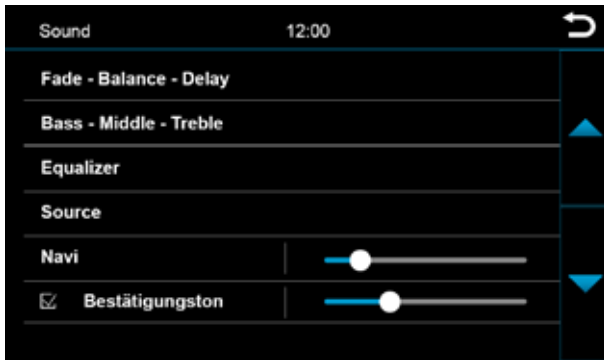 Sound 12:00
Fade - Balance - Delay
Bass - Middle - Treble
Equalizer
Source
Navi
Bestätigungston